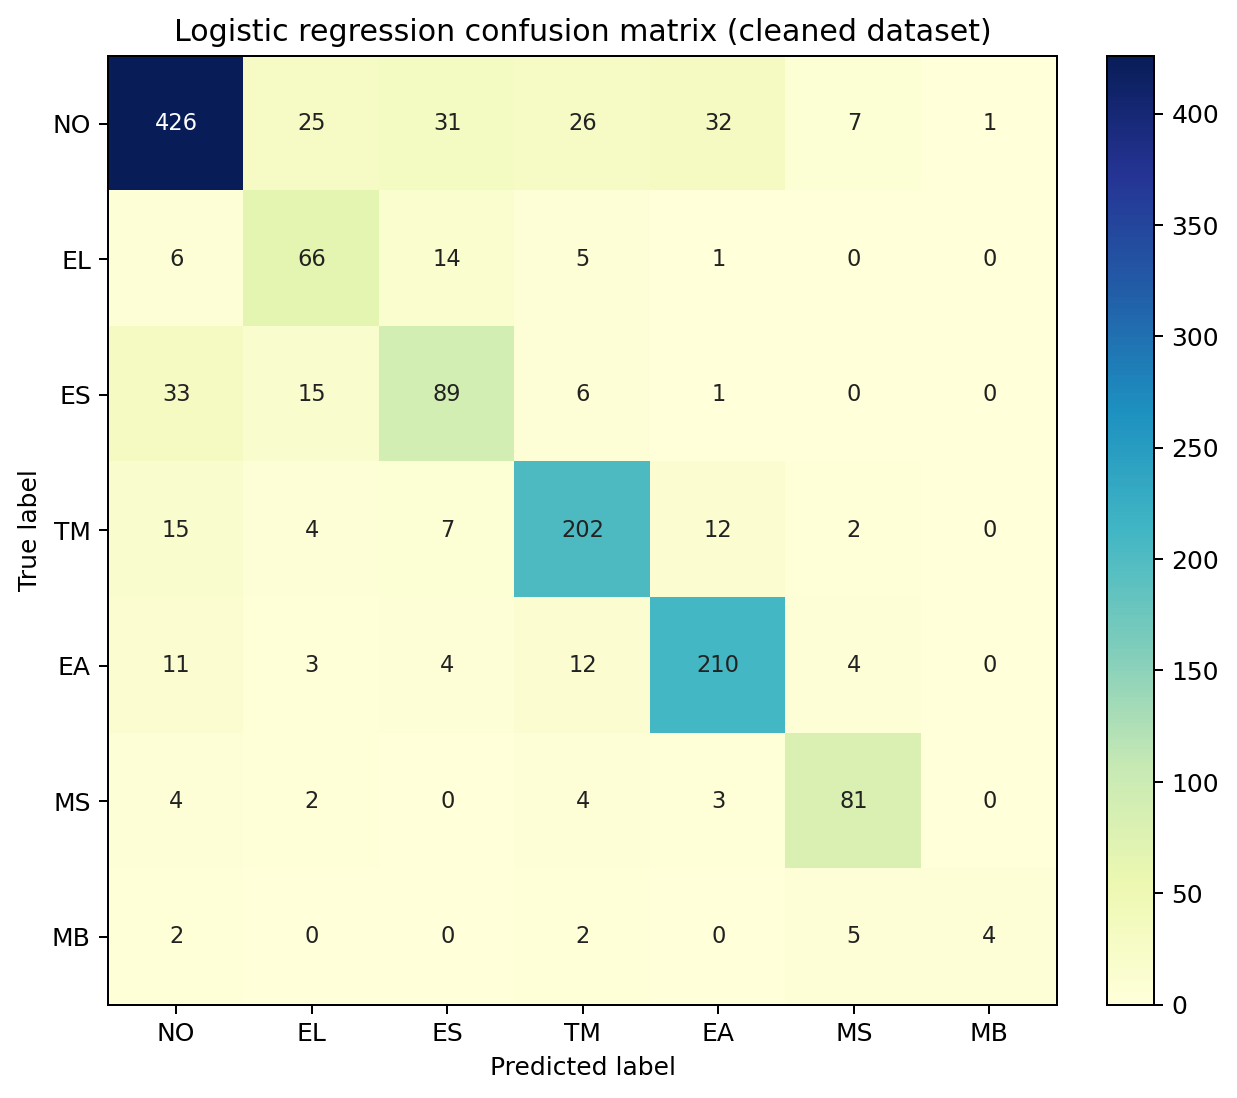 Logistic regression confusion matrix (cleaned dataset)
NO 426 25 31 26 32 7 1
EL 6 66 14 5 1 0 0
ES 33 15 89 6 1 0 0
TM 15 4 7 202 12 2 0
EA 11 3 4 12 210 4 0
MS 4 2 0 4 3 81 0
MB 2 0 0 2 0 5 4
NO EL ES TM EA MS MB
Predicted label
True label
400
350
300
250
200
150
100
50
0